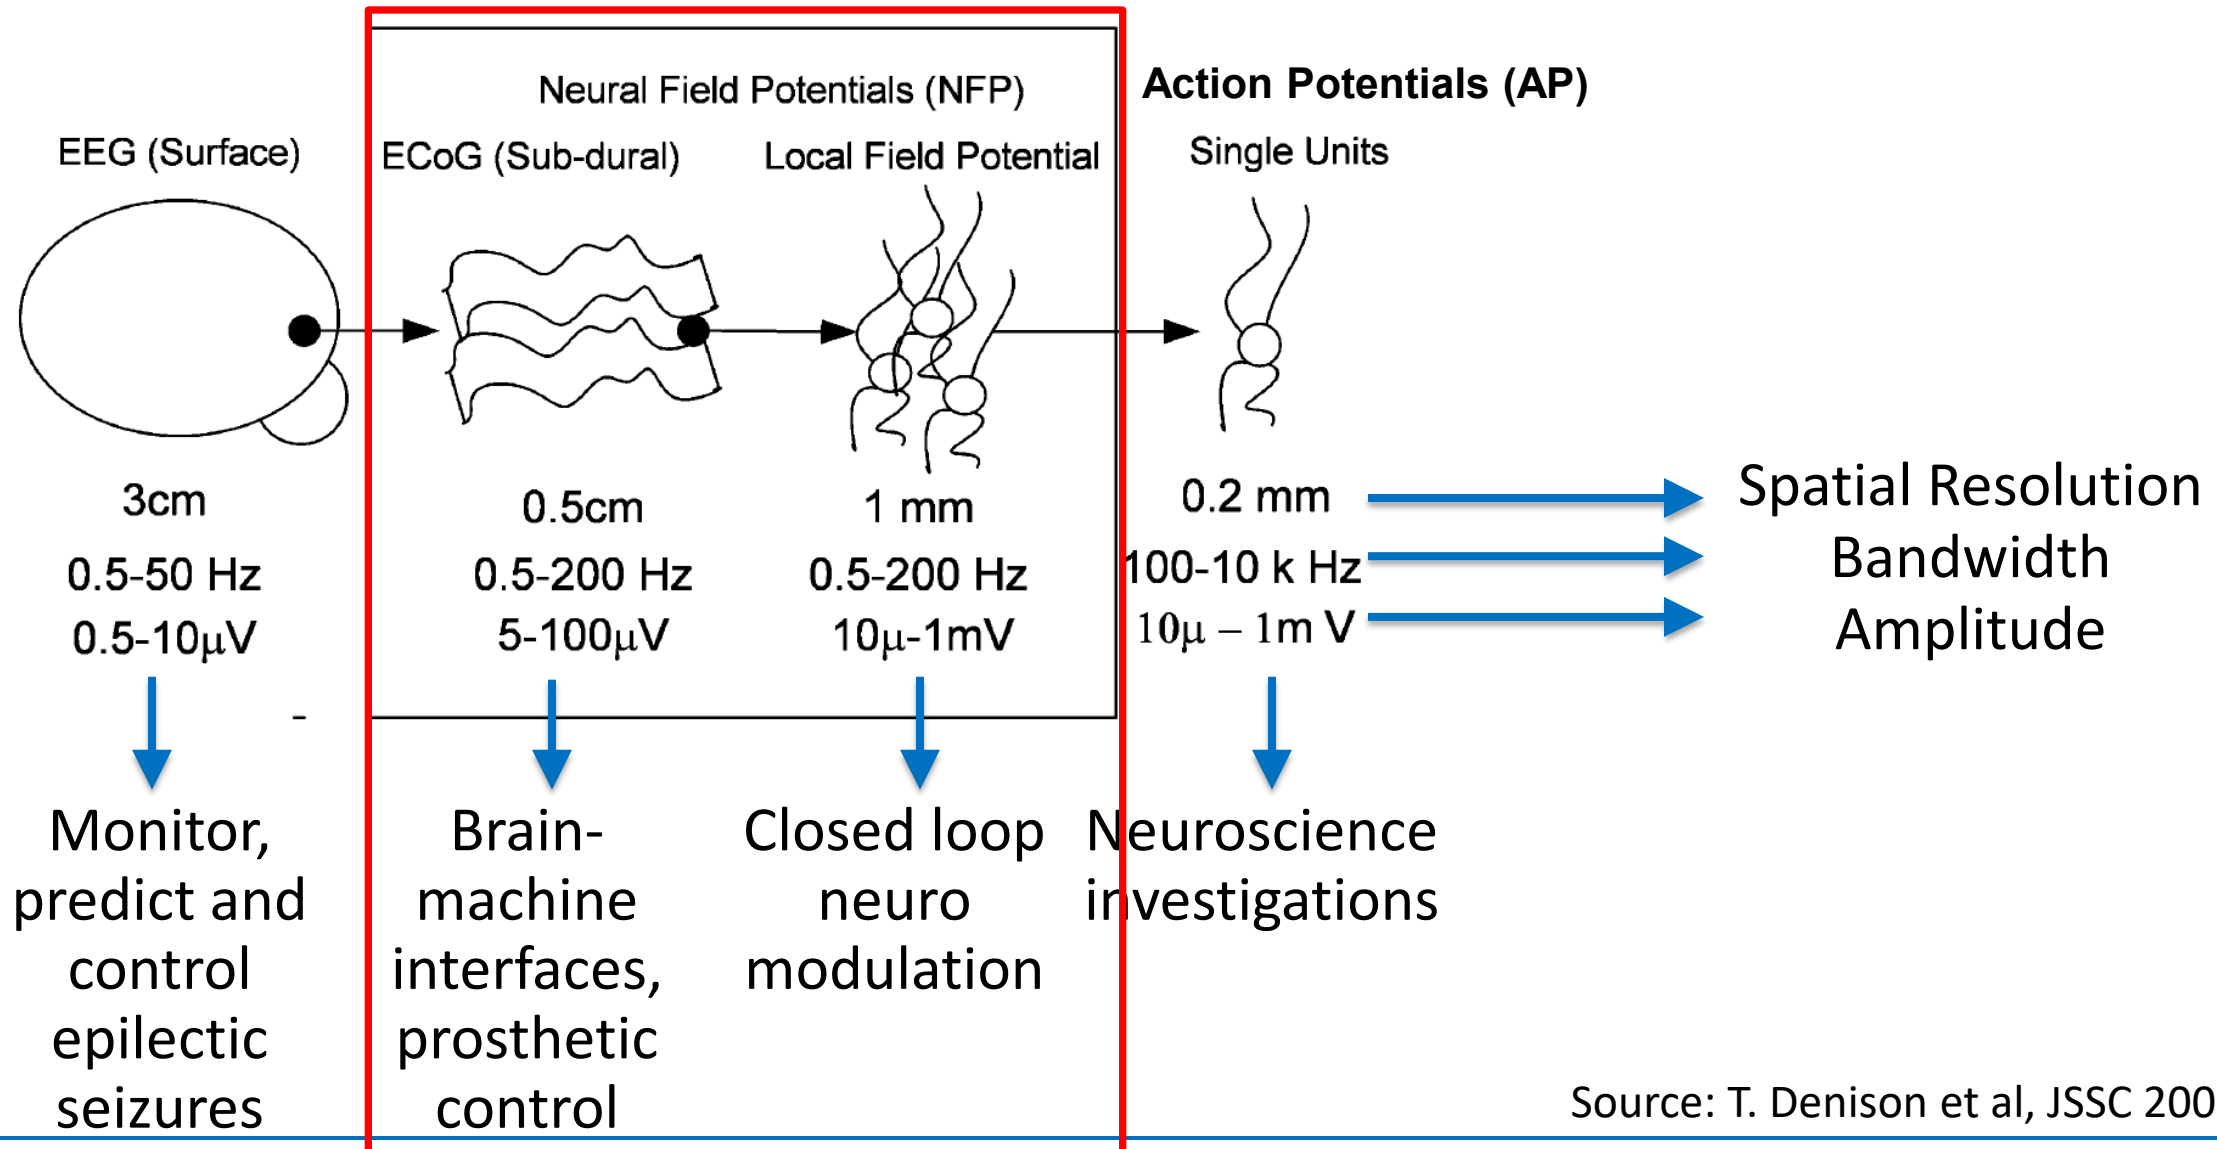 Neural Field Potentials (NFP)
Action Potentials (AP)
EEG (Surface)
ECoG (Sub-dural)
Local Field Potential
Single Units
3cm
0.5-50 Hz
0.5-10μV
0.5cm
0.5-200 Hz
5-100μV
1 mm
0.5-200 Hz
10μ-1mV
0.2 mm
100-10 k Hz
10μ – 1m V
Spatial Resolution
Bandwidth
Amplitude
Monitor,
predict and
control
epilectic
seizures
Brain-
machine
interfaces,
prosthetic
control
Closed loop
neuro
modulation
Neuroscience
investigations
Source: T. Denison et al, JSSC 200